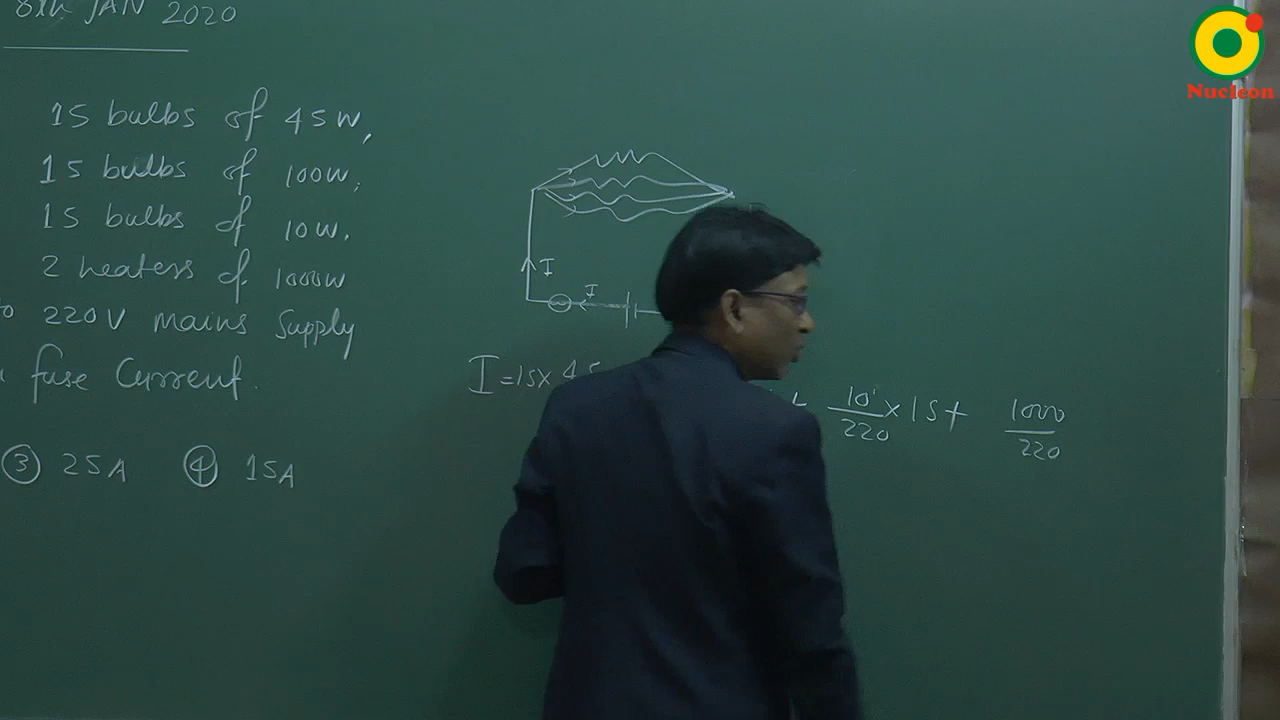 8th JAN 2020
15 bulbs of 45W,
15 bulbs of 100W,
15 bulbs of 10W,
2 heaters of 1000W
to 220V mains supply
fuse current.
③ 25A ④ 15A
I
I
I = 15 × 45
+ 10/220 × 15 + 1000/220
Nucleon